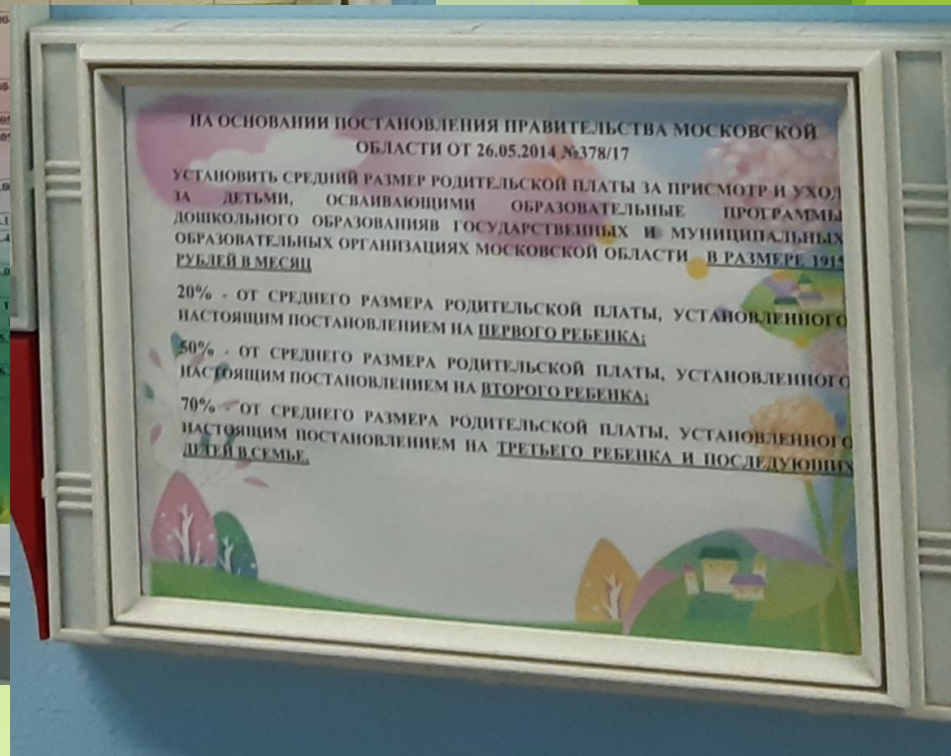 НА ОСНОВАНИИ ПОСТАНОВЛЕНИЯ ПРАВИТЕЛЬСТВА МОСКОВСКОЙ
ОБЛАСТИ ОТ 26.05.2014 №378/17
УСТАНОВИТЬ СРЕДНИЙ РАЗМЕР РОДИТЕЛЬСКОЙ ПЛАТЫ ЗА ПРИСМОТР И УХОД
ЗА ДЕТЬМИ, ОСВАИВАЮЩИМИ ОБРАЗОВАТЕЛЬНЫЕ ПРОГРАММЫ
ДОШКОЛЬНОГО ОБРАЗОВАНИЯВ ГОСУДАРСТВЕННЫХ И МУНИЦИПАЛЬНЫХ
ОБРАЗОВАТЕЛЬНЫХ ОРГАНИЗАЦИЯХ МОСКОВСКОЙ ОБЛАСТИ В РАЗМЕРЕ 1915
РУБЛЕЙ В МЕСЯЦ
20% - ОТ СРЕДНЕГО РАЗМЕРА РОДИТЕЛЬСКОЙ ПЛАТЫ, УСТАНОВЛЕННОГО
НАСТОЯЩИМ ПОСТАНОВЛЕНИЕМ НА ПЕРВОГО РЕБЕНКА;
50% - ОТ СРЕДНЕГО РАЗМЕРА РОДИТЕЛЬСКОЙ ПЛАТЫ, УСТАНОВЛЕННОГО
НАСТОЯЩИМ ПОСТАНОВЛЕНИЕМ НА ВТОРОГО РЕБЕНКА;
70% - ОТ СРЕДНЕГО РАЗМЕРА РОДИТЕЛЬСКОЙ ПЛАТЫ, УСТАНОВЛЕННОГО
НАСТОЯЩИМ ПОСТАНОВЛЕНИЕМ НА ТРЕТЬЕГО РЕБЕНКА И ПОСЛЕДУЮЩИХ
ДЕТЕЙ В СЕМЬЕ.